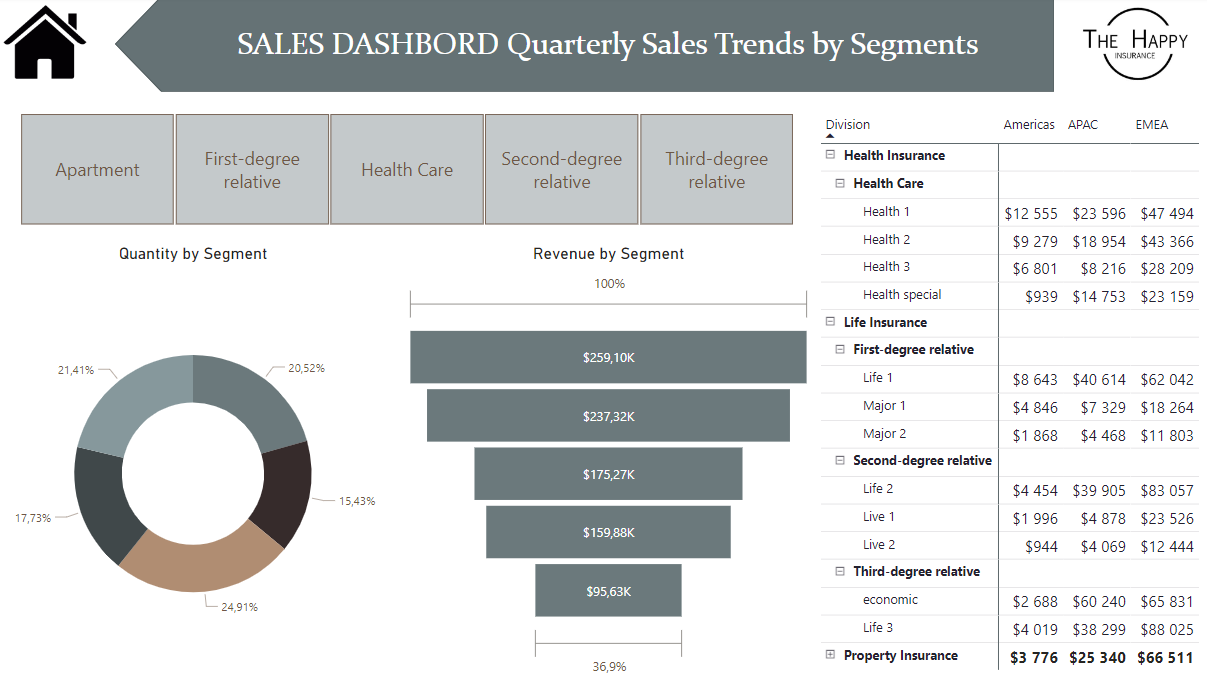 SALES DASHBORD Quarterly Sales Trends by Segments
THE HAPPY
INSURANCE
Apartment
First-degree
relative
Health Care
Second-degree
relative
Third-degree
relative
Quantity by Segment
21,41%
20,52%
15,43%
17,73%
24,91%
Revenue by Segment
100%
$259,10K
$237,32K
$175,27K
$159,88K
$95,63K
36,9%
Division Americas APAC EMEA
Health Insurance
Health Care
Health 1 $12 555 $23 596 $47 494
Health 2 $9 279 $18 954 $43 366
Health 3 $6 801 $8 216 $28 209
Health special $939 $14 753 $23 159
Life Insurance
First-degree relative
Life 1 $8 643 $40 614 $62 042
Major 1 $4 846 $7 329 $18 264
Major 2 $1 868 $4 468 $11 803
Second-degree relative
Life 2 $4 454 $39 905 $83 057
Live 1 $1 996 $4 878 $23 526
Live 2 $944 $4 069 $12 444
Third-degree relative
economic $2 688 $60 240 $65 831
Life 3 $4 019 $38 299 $88 025
Property Insurance $3 776 $25 340 $66 511